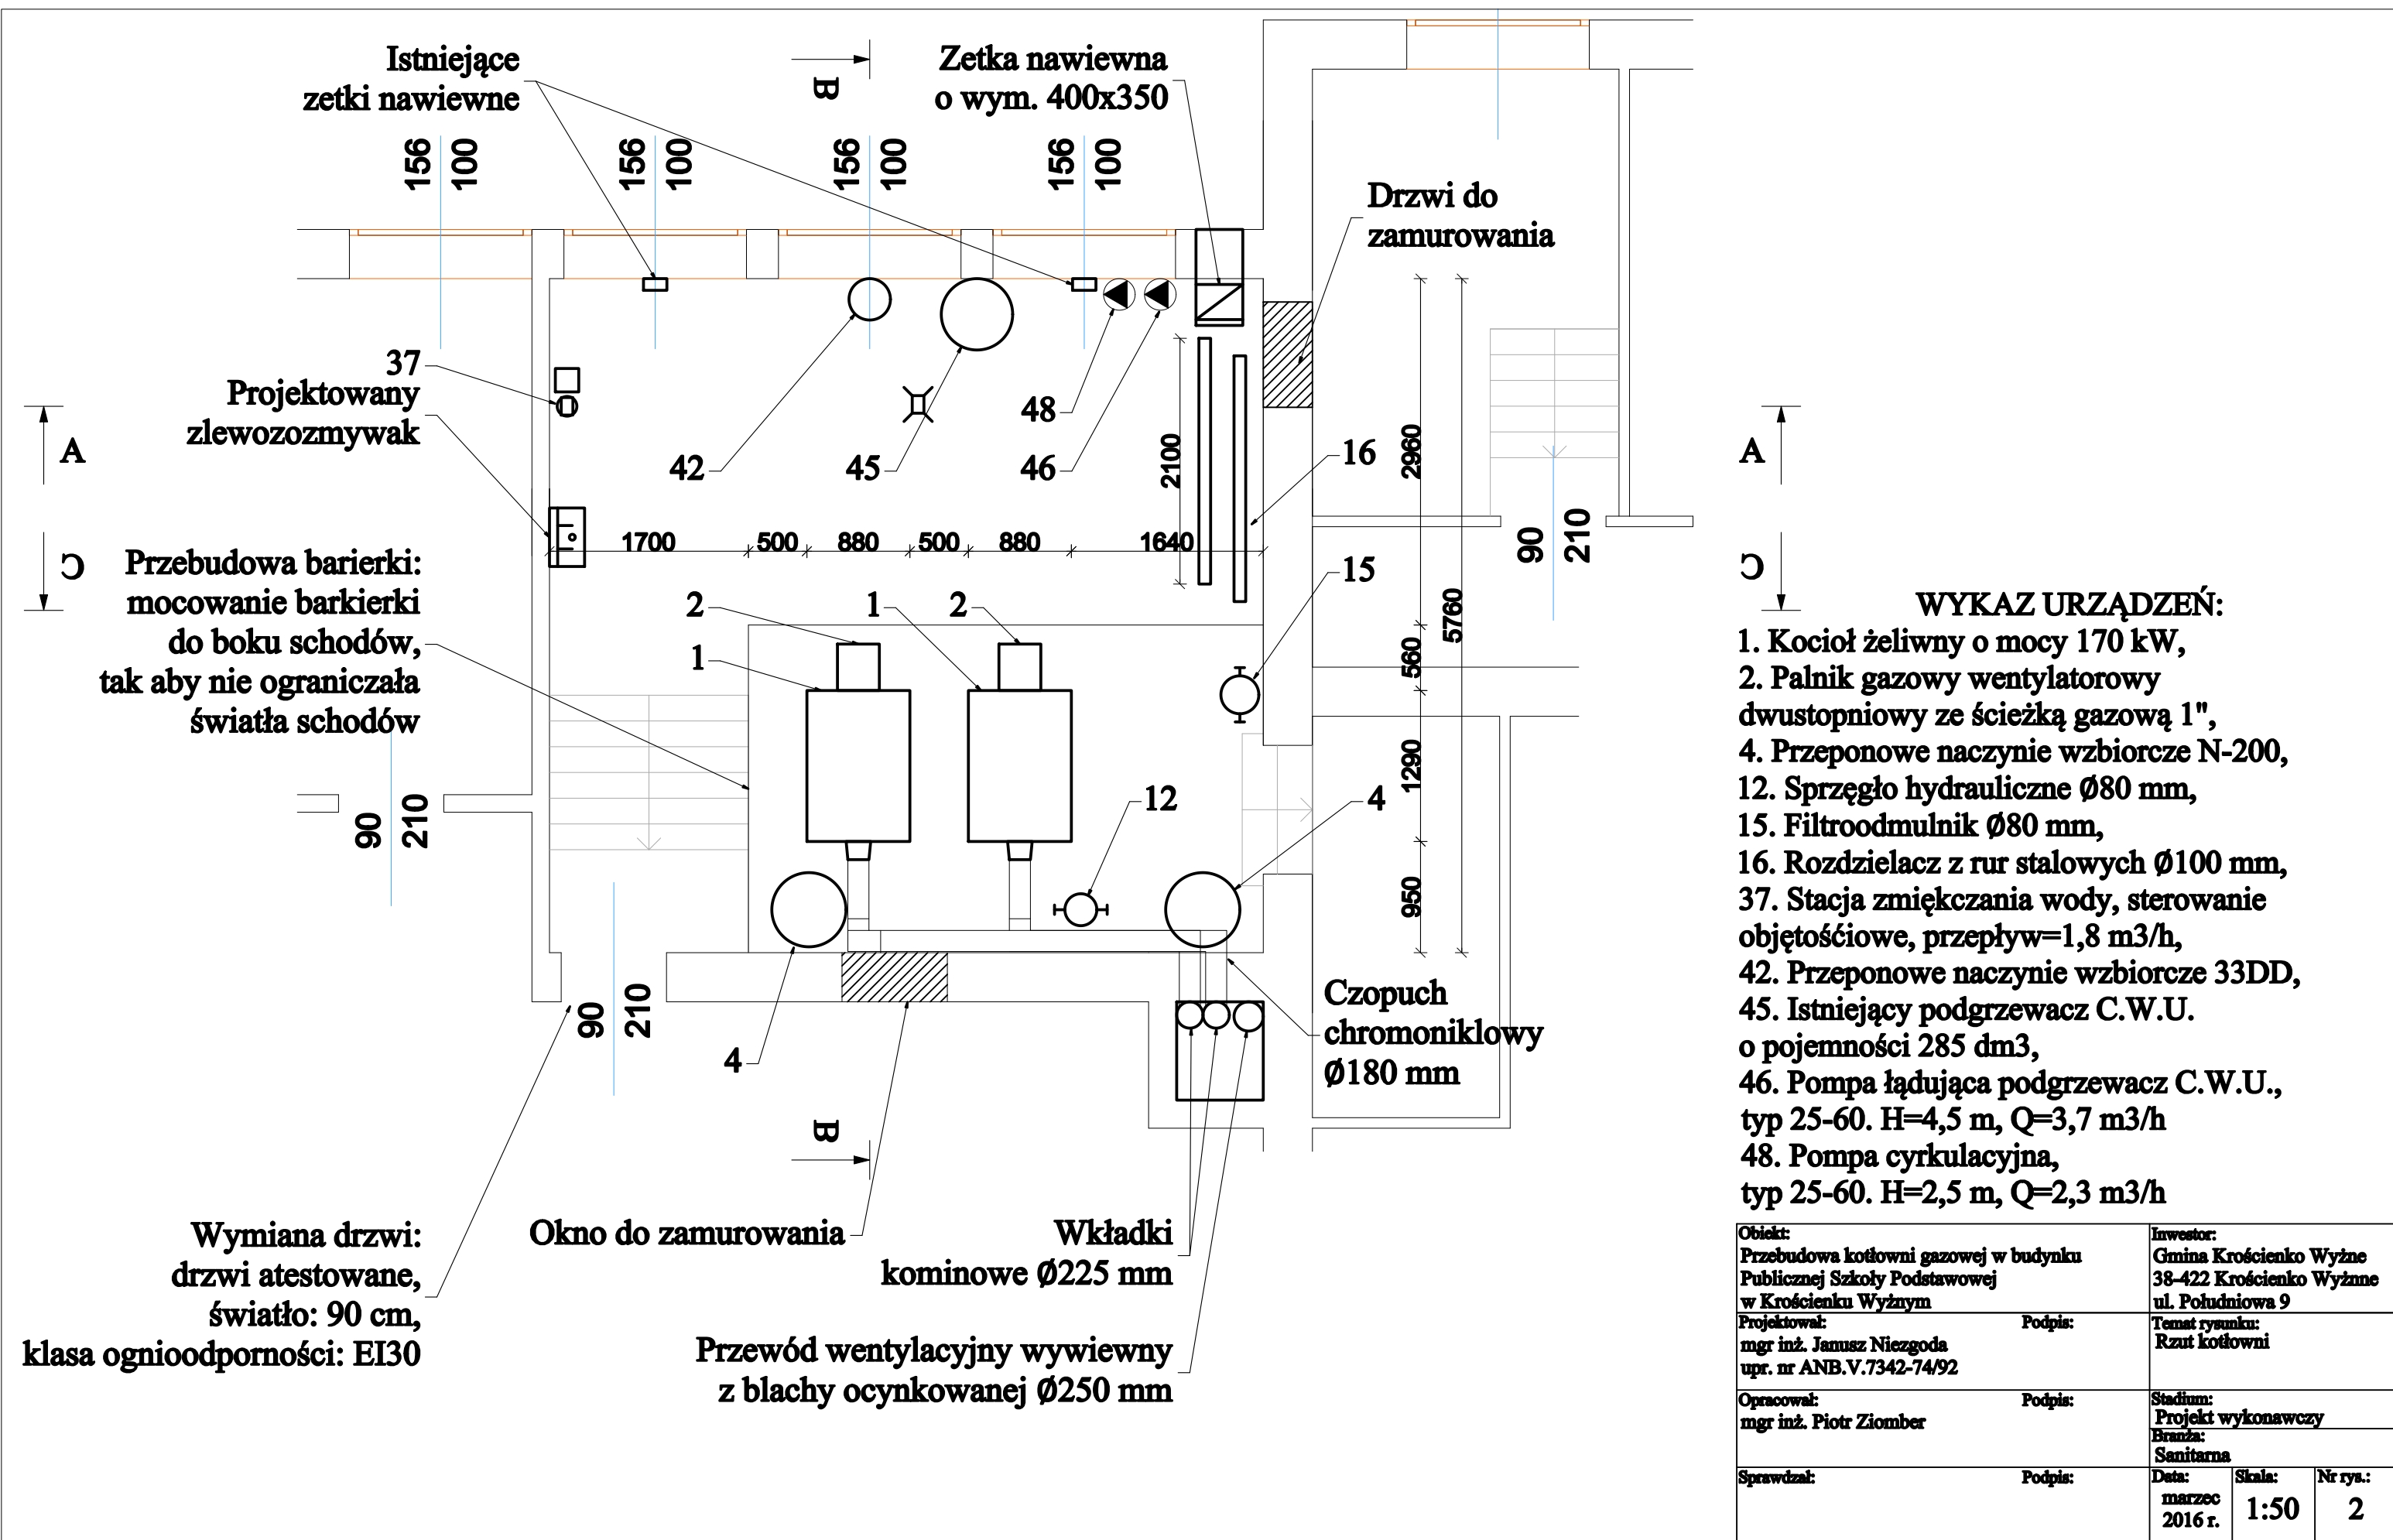 Istniejące
zetki nawiewne
B
Zetka nawiewna
o wym. 400x350
156
100
156
100
156
100
156
100
Drzwi do
zamurowania
37
Projektowany
zlewozozmywak
A
C
42
45
48
46
2100
16
2960
5760
90
210
A
C
1700
500
880
500
880
1640
15
Przebudowa barierki:
mocowanie barkierki
do boku schodów,
tak aby nie ograniczała
światła schodów
2
1
2
1
560
1290
950
12
4
90
210
90
210
4
Czopuch
chromoniklowy
Ø180 mm
B
Wymiana drzwi:
drzwi atestowane,
światło: 90 cm,
klasa ognioodporności: EI30
Okno do zamurowania
Wkładki
kominowe Ø225 mm
Przewód wentylacyjny wywiewny
z blachy ocynkowanej Ø250 mm
WYKAZ URZĄDZEŃ:
1. Kocioł żeliwny o mocy 170 kW,
2. Palnik gazowy wentylatorowy
dwustopniowy ze ścieżką gazową 1",
4. Przeponowe naczynie wzbiorcze N-200,
12. Sprzęgło hydrauliczne Ø80 mm,
15. Filtroodmulnik Ø80 mm,
16. Rozdzielacz z rur stalowych Ø100 mm,
37. Stacja zmiękczania wody, sterowanie
objętośćiowe, przepływ=1,8 m3/h,
42. Przeponowe naczynie wzbiorcze 33DD,
45. Istniejący podgrzewacz C.W.U.
o pojemności 285 dm3,
46. Pompa łądująca podgrzewacz C.W.U.,
typ 25-60. H=4,5 m, Q=3,7 m3/h
48. Pompa cyrkulacyjna,
typ 25-60. H=2,5 m, Q=2,3 m3/h
Obiekt:
Przebudowa kotłowni gazowej w budynku
Publicznej Szkoły Podstawowej
w Krościenku Wyżnym
Inwestor:
Gmina Krościenko Wyżne
38-422 Krościenko Wyżnne
ul. Południowa 9
Projektował: Podpis:
mgr inż. Janusz Niezgoda
upr. nr ANB.V.7342-74/92
Temat rysunku:
Rzut kotłowni
Opracował: Podpis:
mgr inż. Piotr Ziomber
Stadium:
Projekt wykonawczy
Branża:
Sanitarna
Sprawdzał: Podpis:
Data:
marzec
2016 r.
Skala:
1:50
Nr rys.:
2